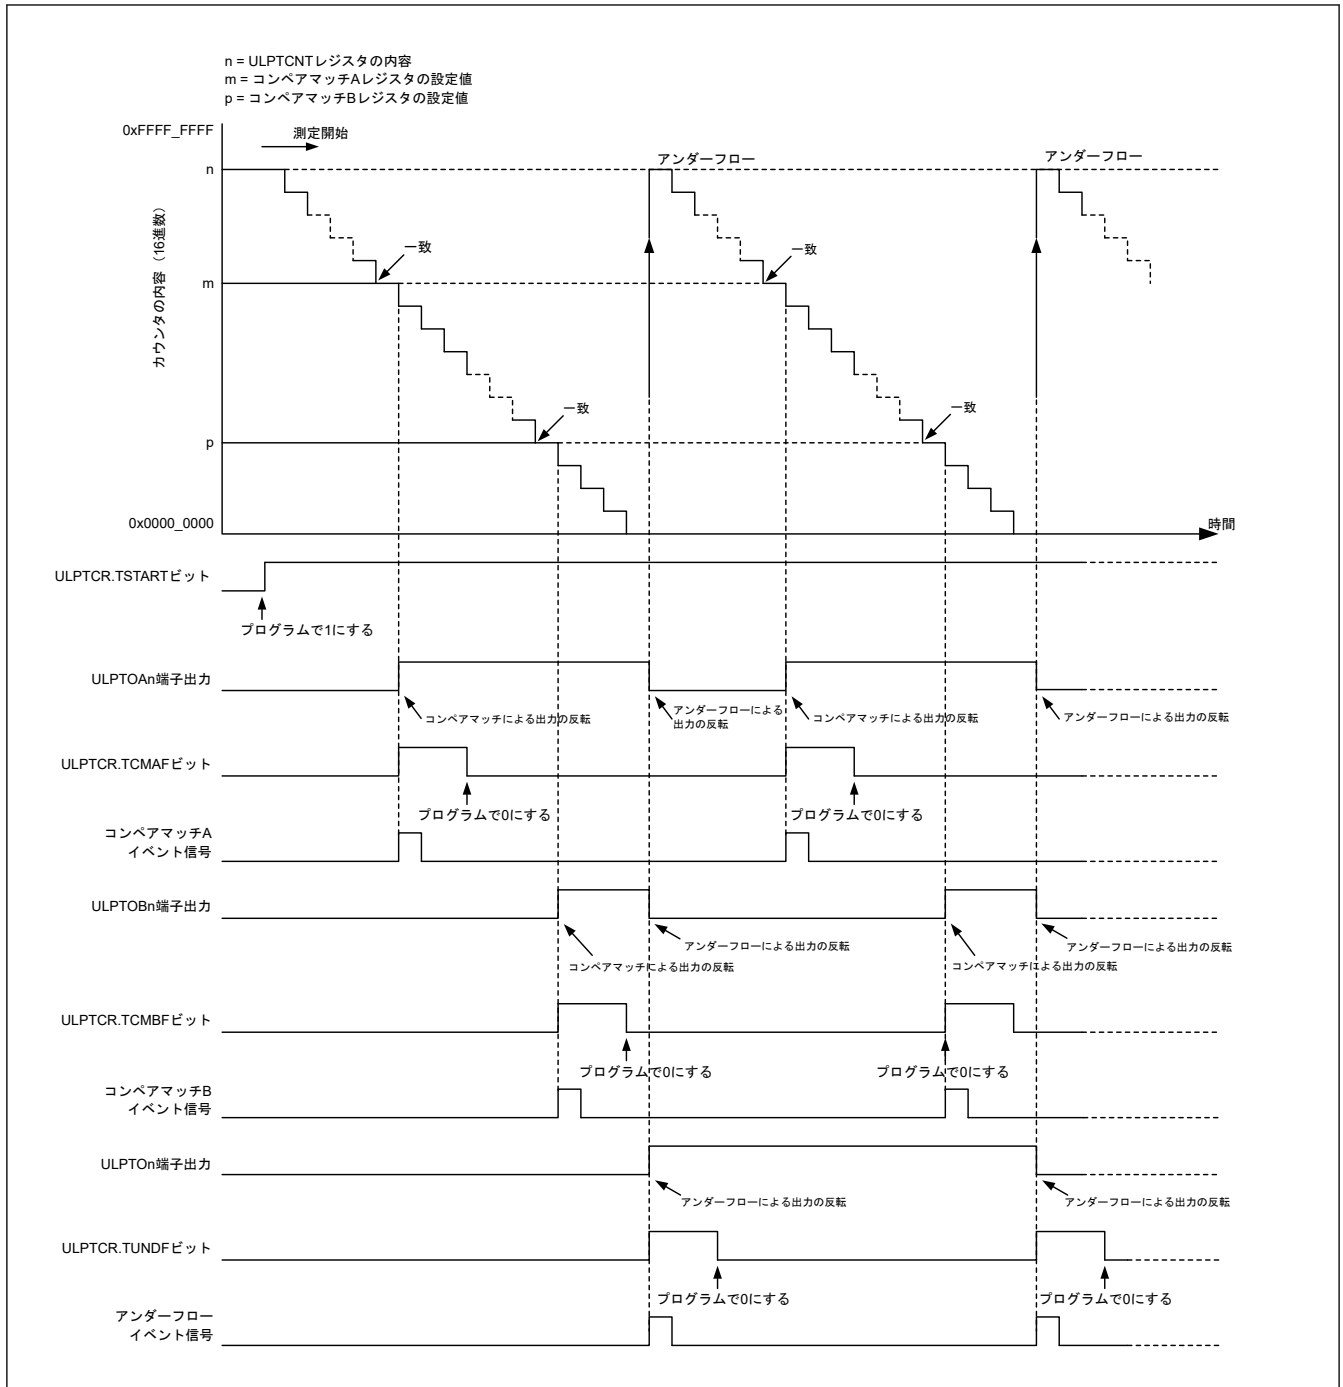 n = ULPTCNTレジスタの内容
m = コンペアマッチAレジスタの設定値
p = コンペアマッチBレジスタの設定値
0xFFFF_FFFF
測定開始
アンダーフロー
アンダーフロー
n
カウンタの内容（16進数）
一致
一致
m
一致
一致
p
0x0000_0000
時間
ULPTCR.TSTARTビット
プログラムで1にする
ULPTOAn端子出力
コンペアマッチによる出力の反転
アンダーフローによる
出力の反転
コンペアマッチによる出力の反転
アンダーフローによる出力の反転
ULPTCR.TCMAFビット
プログラムで0にする
プログラムで0にする
コンペアマッチA
イベント信号
ULPTOBn端子出力
アンダーフローによる出力の反転
アンダーフローによる出力の反転
コンペアマッチによる出力の反転
コンペアマッチによる出力の反転
ULPTCR.TCMBFビット
プログラムで0にする
プログラムで0にする
コンペアマッチB
イベント信号
ULPTOn端子出力
アンダーフローによる出力の反転
アンダーフローによる出力の反転
ULPTCR.TUNDFビット
プログラムで0にする
プログラムで0にする
アンダーフロー
イベント信号